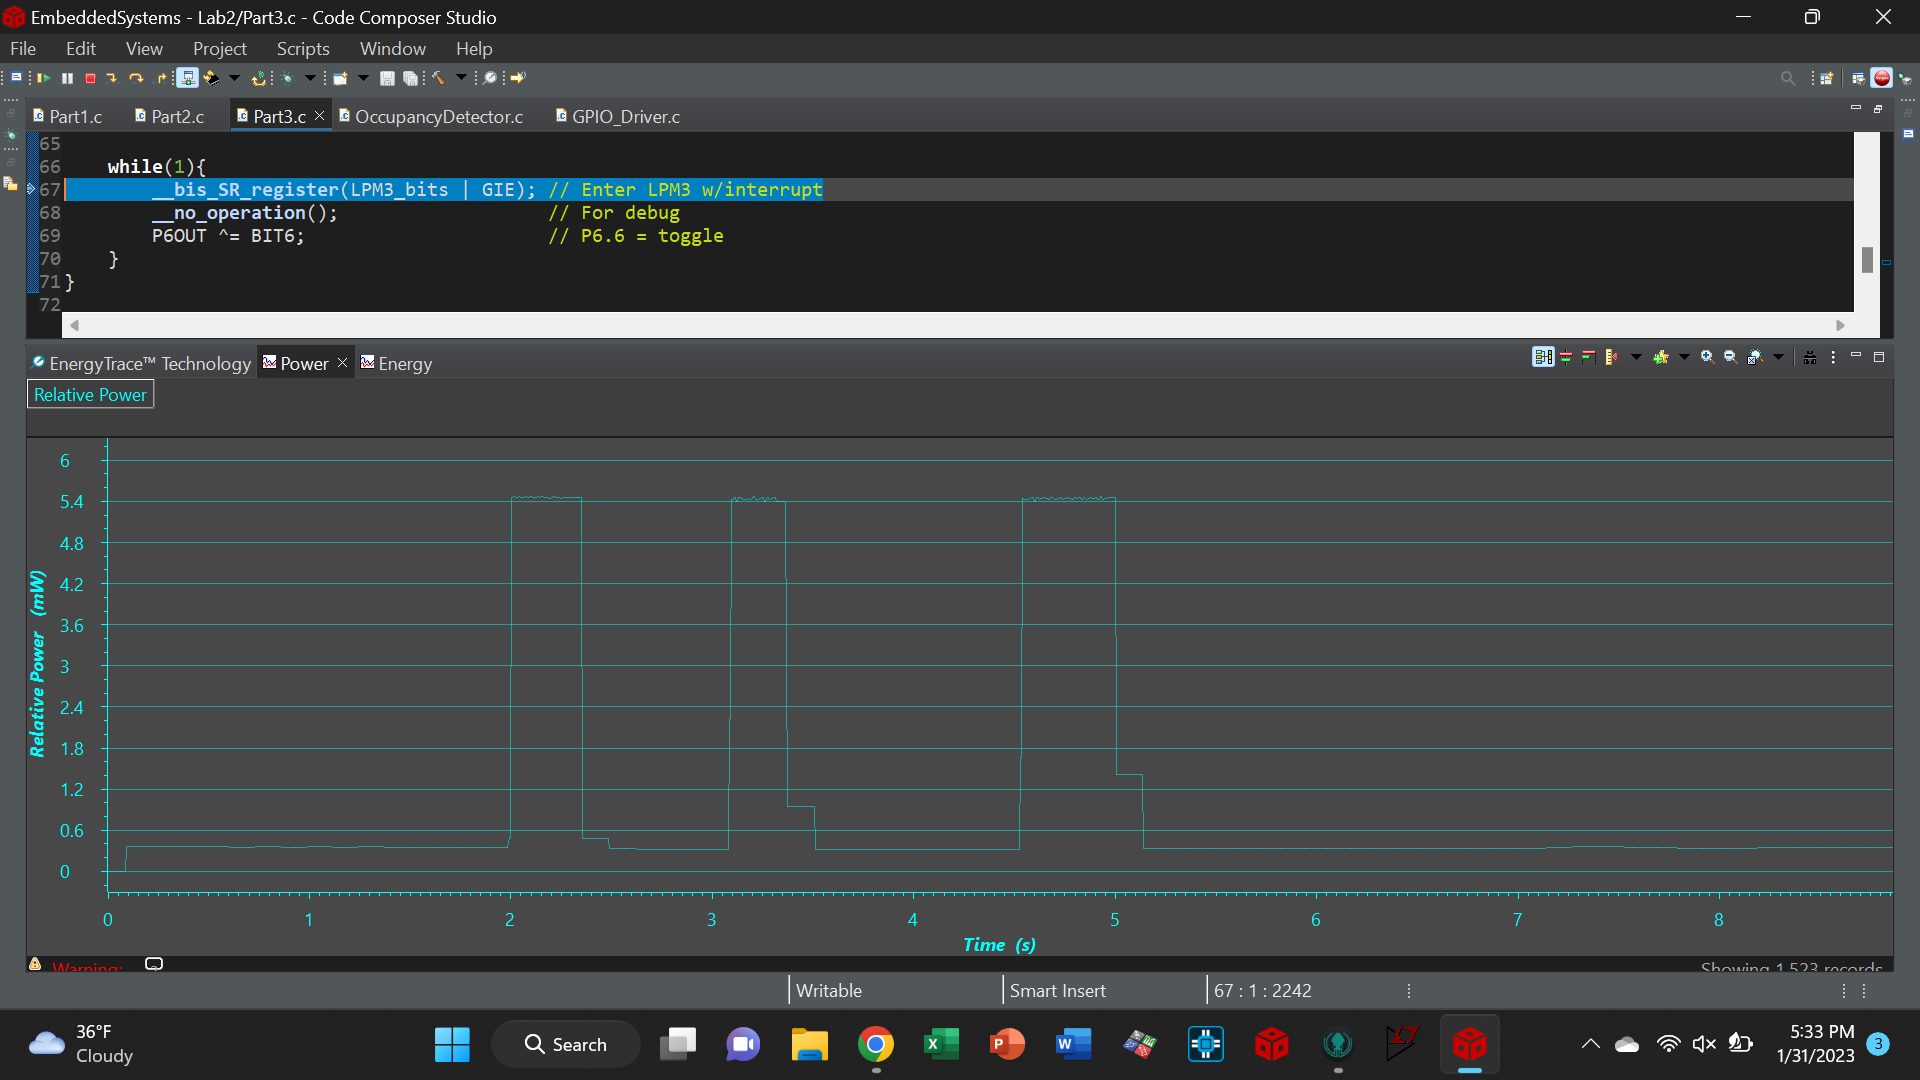 EmbeddedSystems - Lab2/Part3.c - Code Composer Studio
File Edit View Project Scripts Window Help
Part1.c Part2.c Part3.c OccupancyDetector.c GPIO_Driver.c
65
66 while(1){
67 __bis_SR_register(LPM3_bits | GIE); // Enter LPM3 w/interrupt
68 __no_operation(); // For debug
69 P6OUT ^= BIT6; // P6.6 = toggle
70 }
71 }
72
EnergyTrace™ Technology Power Energy
Relative Power
6
5.4
4.8
4.2
3.6
3
2.4
1.8
1.2
0.6
0
Relative Power (mW)
0 1 2 3 4 5 6 7 8
Time (s)
Warning: Showing 1,523 records
Writable Smart Insert 67 : 1 : 2242
36°F
Cloudy
Search
5:33 PM
1/31/2023
3